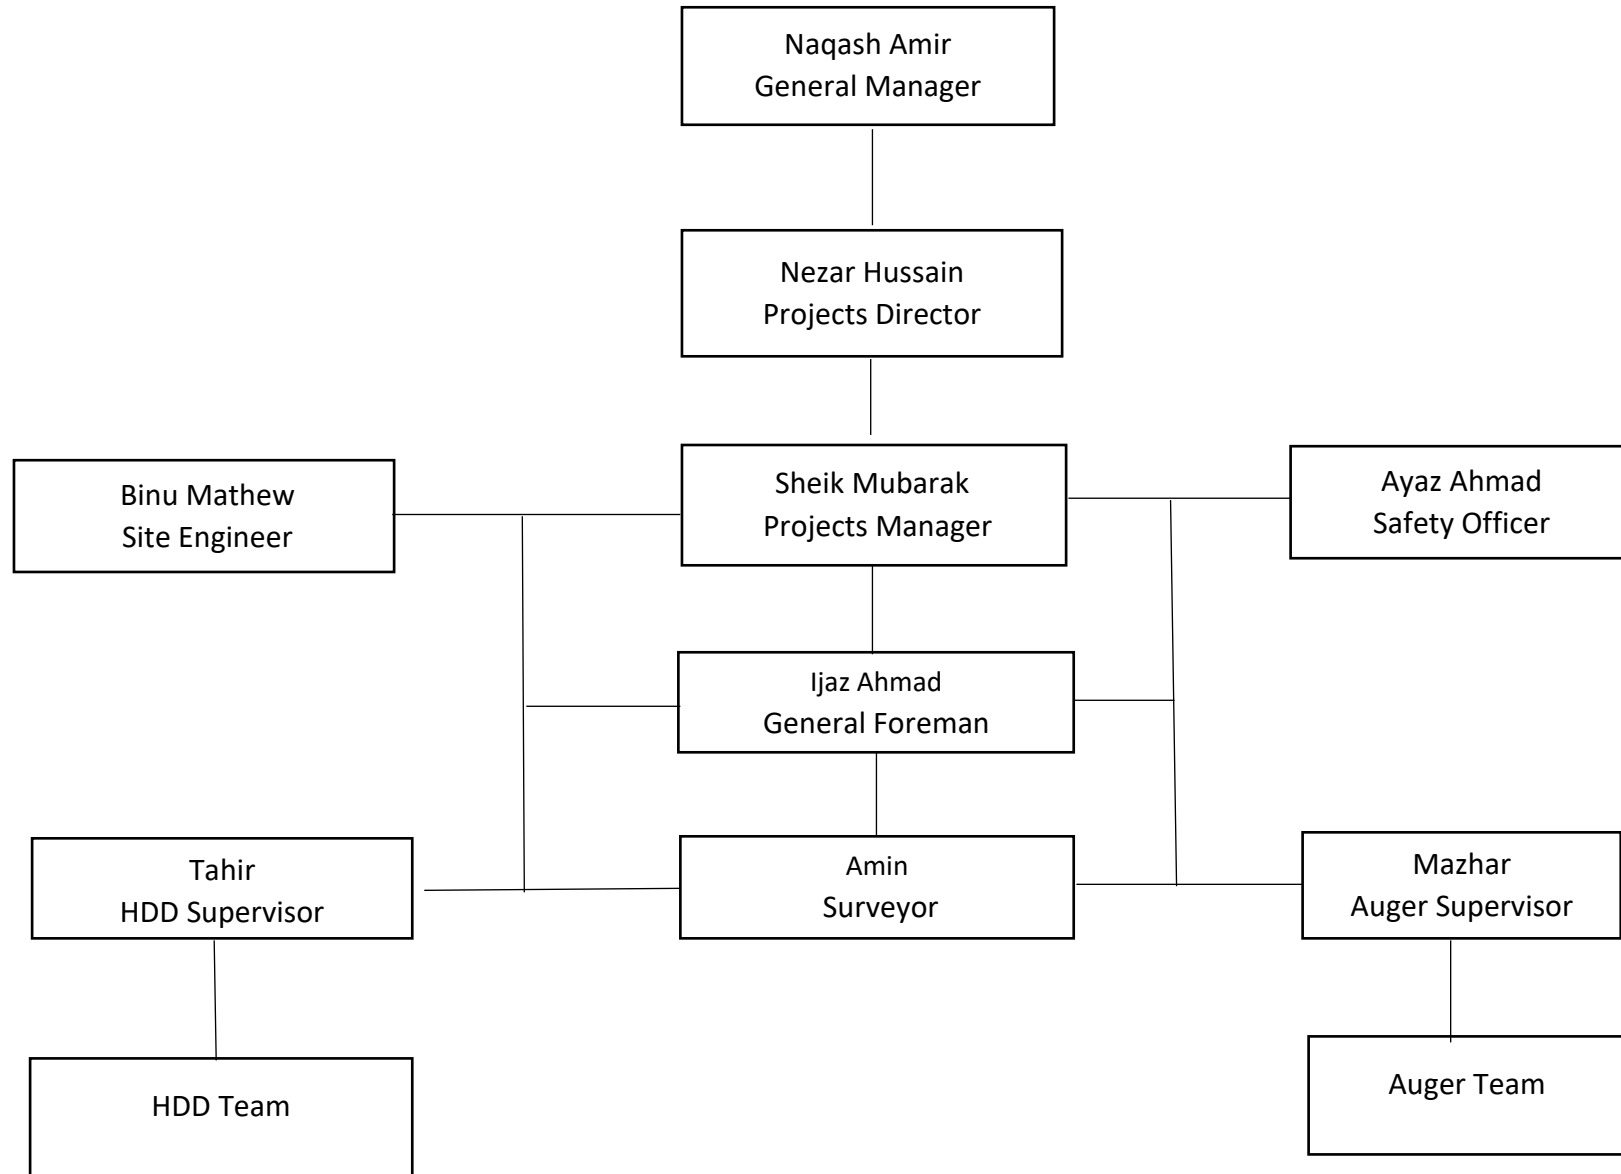 Naqash Amir
General Manager
Nezar Hussain
Projects Director
Binu Mathew
Site Engineer
Sheik Mubarak
Projects Manager
Ayaz Ahmad
Safety Officer
Ijaz Ahmad
General Foreman
Tahir
HDD Supervisor
Amin
Surveyor
Mazhar
Auger Supervisor
HDD Team
Auger Team